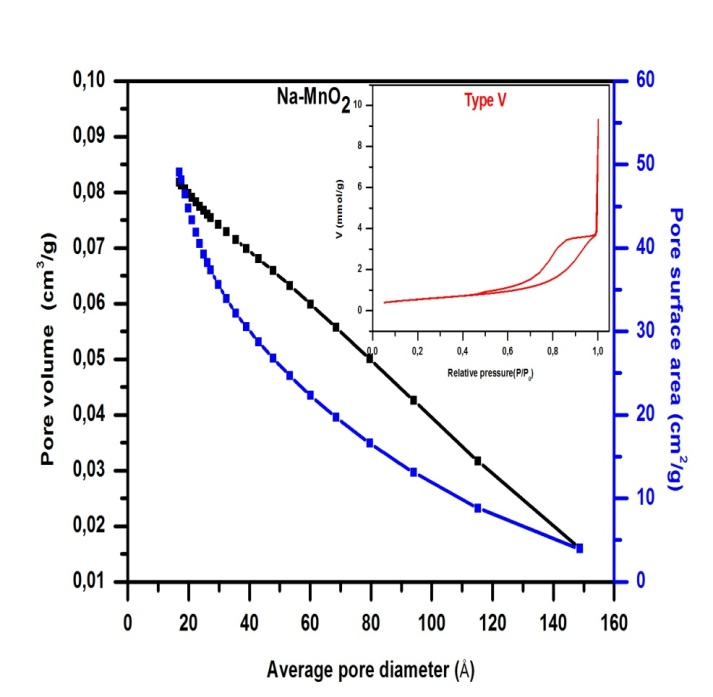 Na-MnO2
Type V
V (mmol/g)
10
8
6
4
2
0
0,0 0,2 0,4 0,6 0,8 1,0
Relative pressure(P/P0)
Pore volume (cm3/g)
0,10
0,09
0,08
0,07
0,06
0,05
0,04
0,03
0,02
0,01
60
50
40
30
20
10
0
Pore surface area (cm2/g)
0 20 40 60 80 100 120 140 160
Average pore diameter (Å)